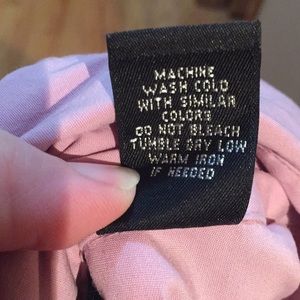 MACHINE
WASH COLD
WITH SIMILAR
COLORS
DO NOT BLEACH
TUMBLE DRY LOW
WARM IRON
IF NEEDED